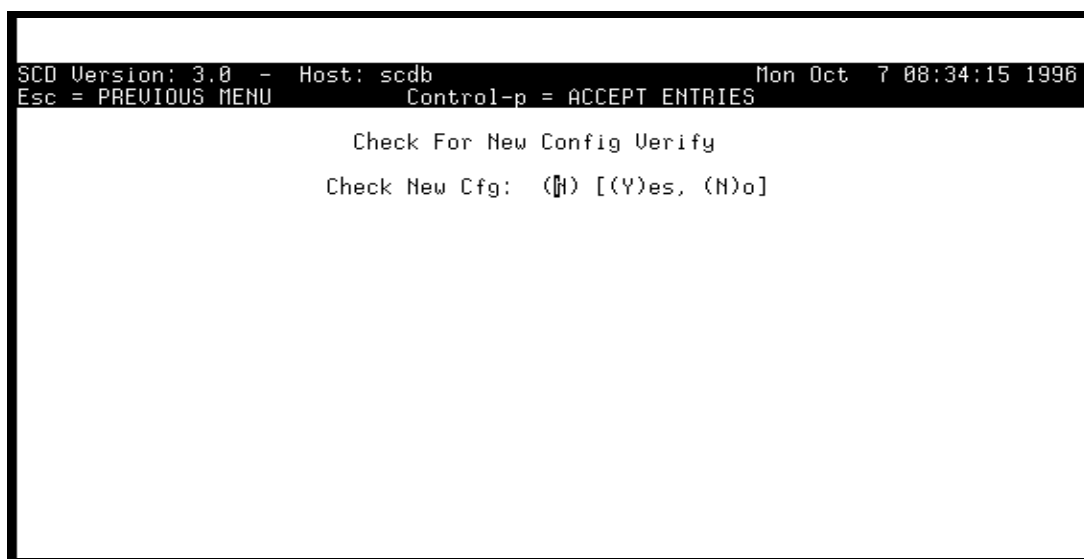 SCD Version: 3.0 - Host: scdb Mon Oct 7 08:34:15 1996
Esc = PREVIOUS MENU Control-p = ACCEPT ENTRIES
Check For New Config Verify
Check New Cfg: (N) [(Y)es, (N)o]